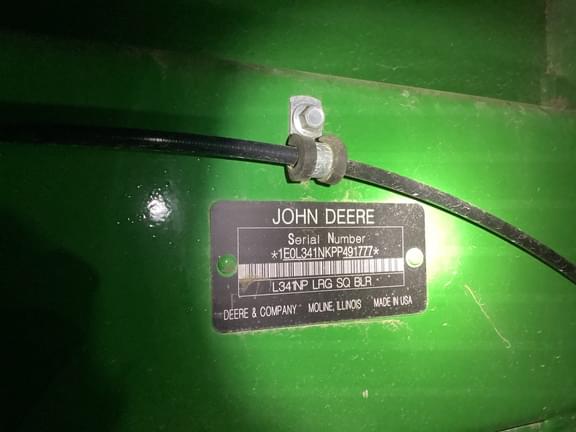 JOHN DEERE
Serial Number
*1E0L341NKPP491777*
L341NP LRG SQ BLR
DEERE & COMPANY MOLINE, ILLINOIS MADE IN USA